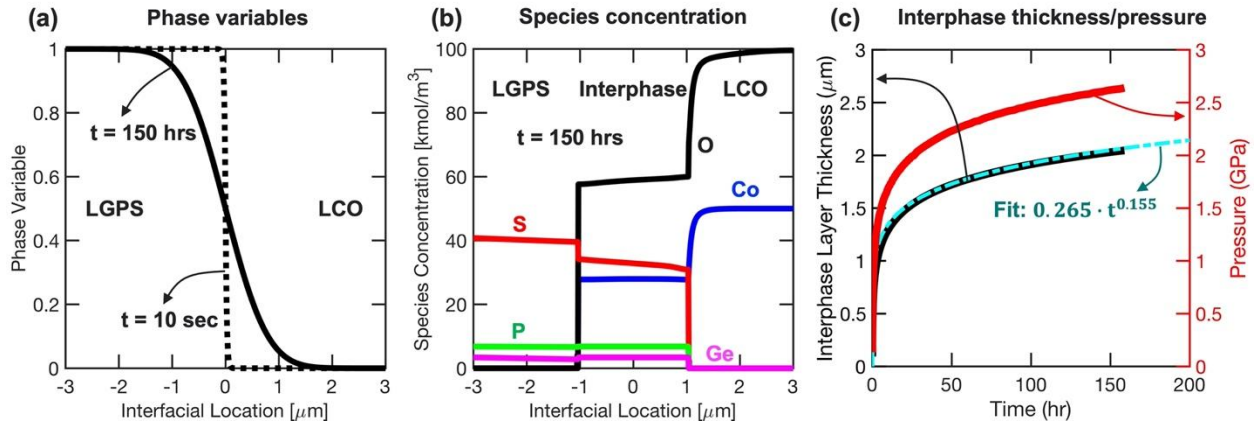 (a) Phase variables
1
0.8
0.6
0.4
0.2
0
Phase Variable
t = 150 hrs
LGPS
LCO
t = 10 sec
-3 -2 -1 0 1 2 3
Interfacial Location [μm]
(b) Species concentration
100
80
60
40
20
0
Species Concentration [kmol/m³]
LGPS Interphase LCO
t = 150 hrs
O
Co
S
P
Ge
-3 -2 -1 0 1 2 3
Interfacial Location [μm]
(c) Interphase thickness/pressure
3
2.5
2
1.5
1
0.5
0
Interphase Layer Thickness (μm)
Fit: 0.265 · t^0.155
3
2.5
2
1.5
1
0.5
0
Pressure (GPa)
0 50 100 150 200
Time (hr)